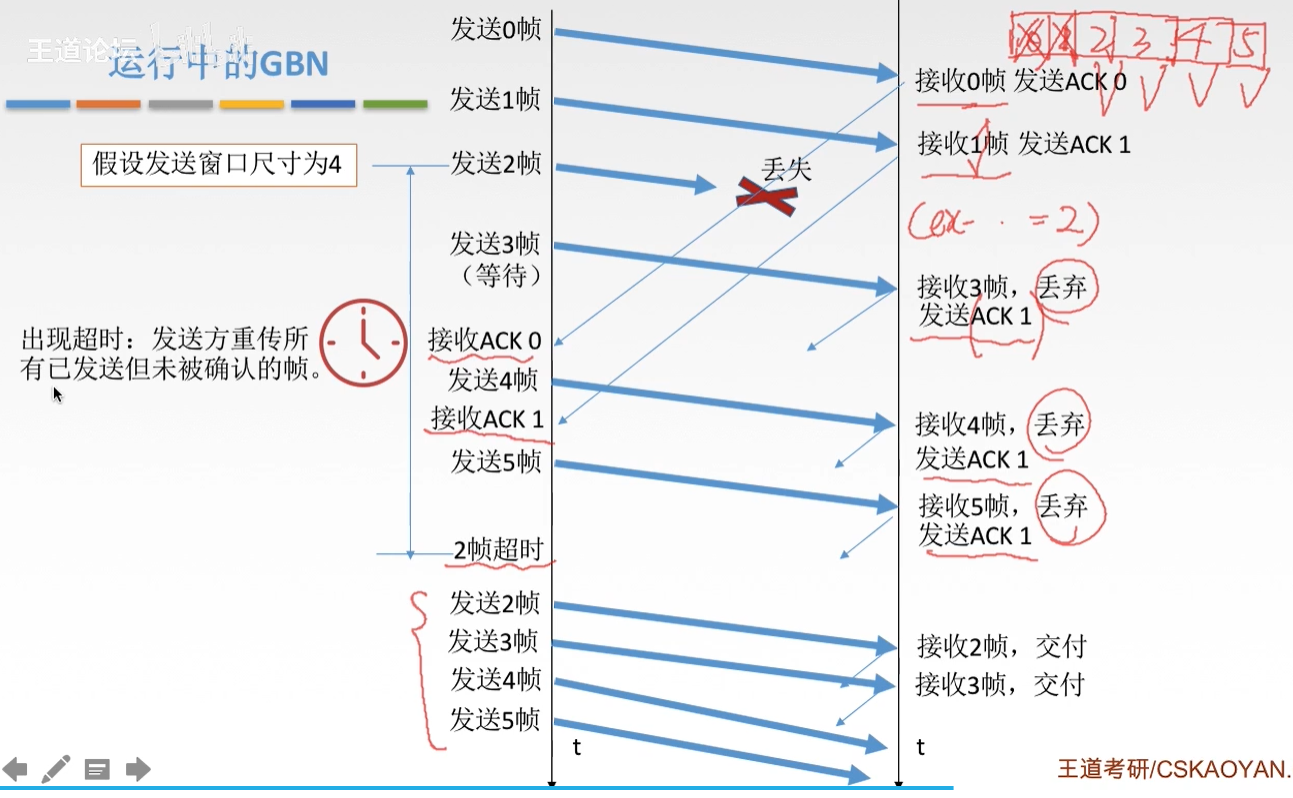 王道论坛
运行中的GBN
假设发送窗口尺寸为4
出现超时：发送方重传所
有已发送但未被确认的帧。
发送0帧
发送1帧
发送2帧
发送3帧
（等待）
接收ACK 0
发送4帧
接收ACK 1
发送5帧
2帧超时
发送2帧
发送3帧
发送4帧
发送5帧
t
丢失
2 3 4 5
接收0帧 发送ACK 0
接收1帧 发送ACK 1
(ex- · =2)
接收3帧，丢弃
发送ACK 1
接收4帧，丢弃
发送ACK 1
接收5帧，丢弃
发送ACK 1
接收2帧，交付
接收3帧，交付
t
王道考研/CSKAOYAN.